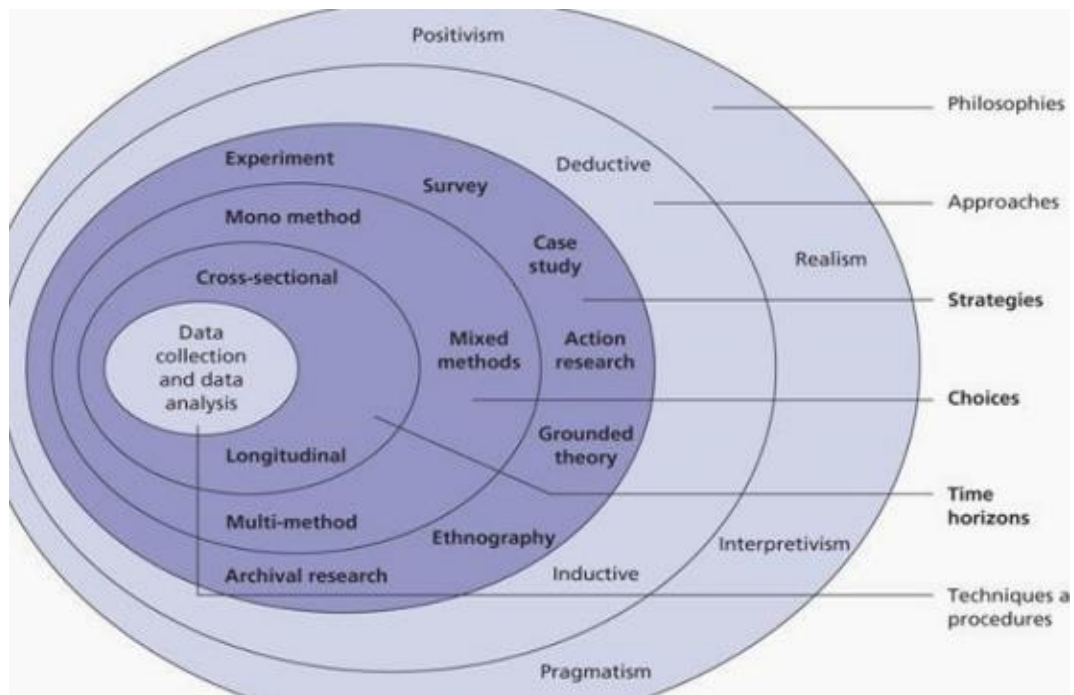 Positivism
Philosophies
Experiment
Deductive
Survey
Approaches
Mono method
Case
study
Realism
Cross-sectional
Strategies
Data
collection
and data
analysis
Mixed
methods
Action
research
Choices
Grounded
theory
Longitudinal
Time
horizons
Multi-method
Ethnography
Interpretivism
Archival research
Inductive
Techniques a
procedures
Pragmatism